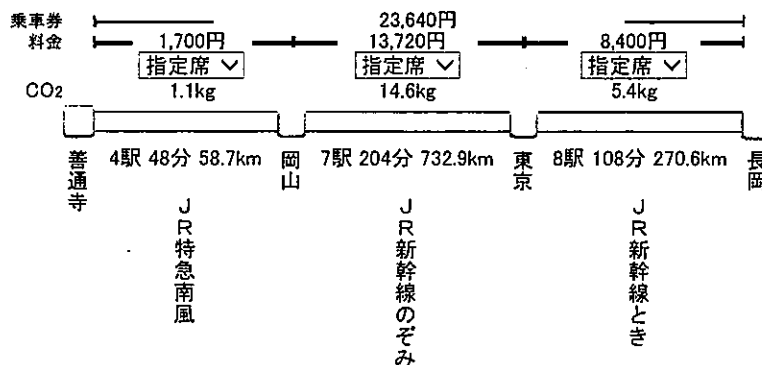 乗車券 23,640円
料金 1,700円 13,720円 8,400円
指定席 指定席 指定席
CO2 1.1kg 14.6kg 5.4kg
善通寺 4駅 48分 58.7km 岡山 7駅 204分 732.9km 東京 8駅 108分 270.6km 長岡
JR特急南風
JR新幹線のぞみ
JR新幹線とき